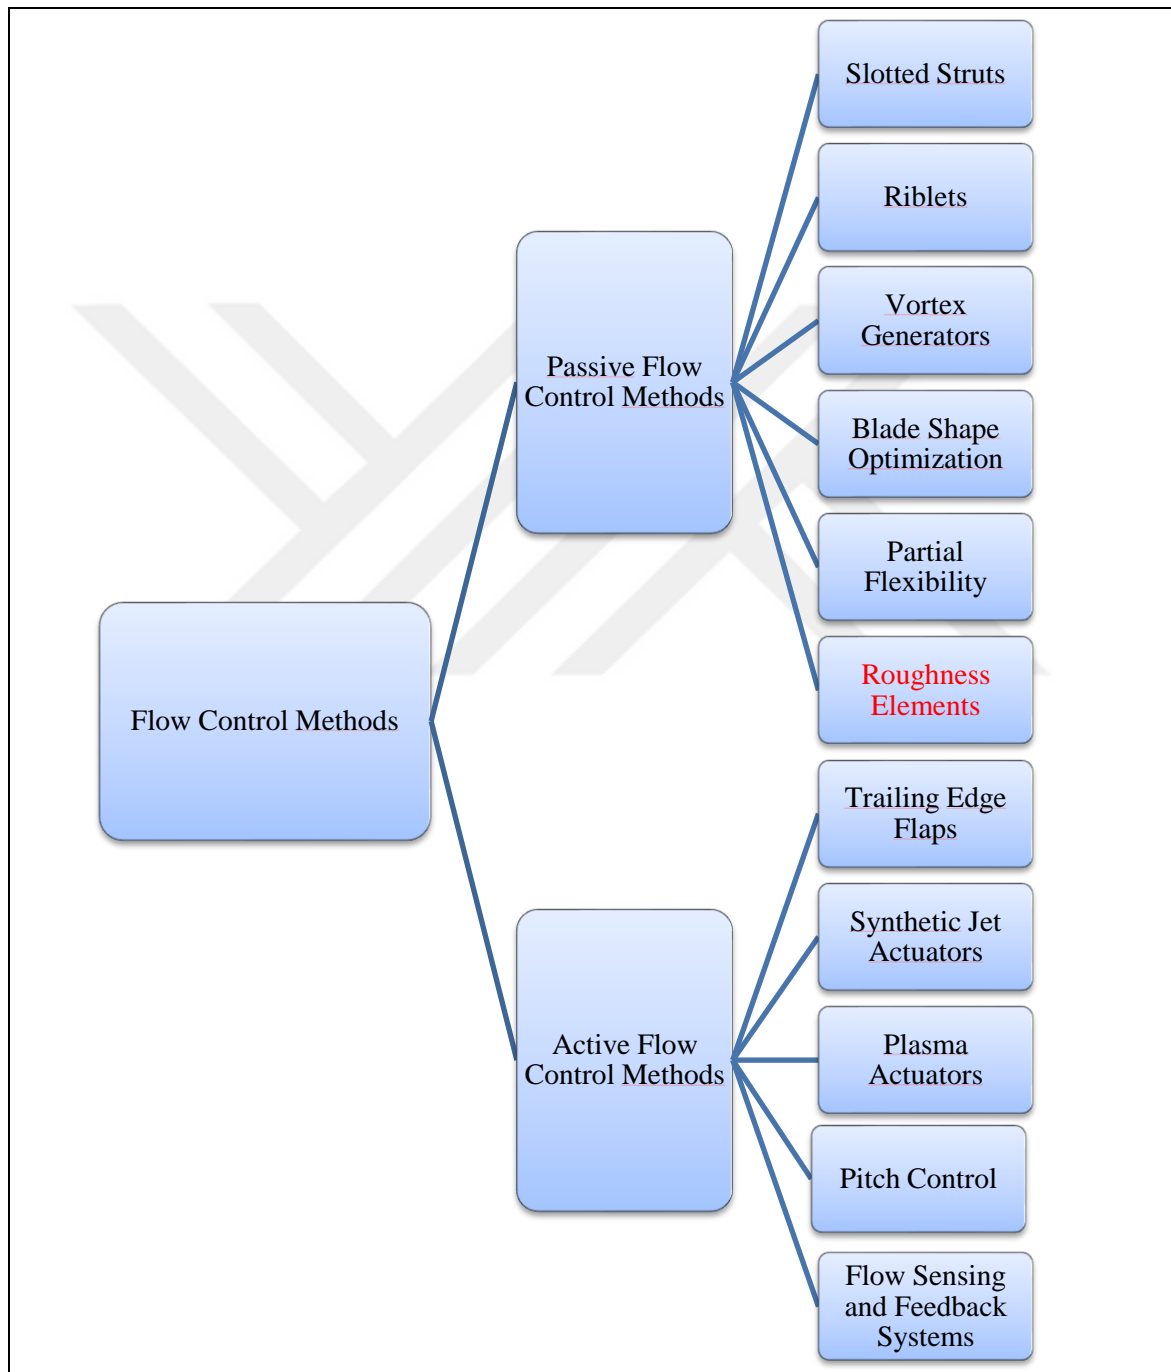 Slotted Struts
Riblets
Vortex
Generators
Passive Flow
Control Methods
Blade Shape
Optimization
Partial
Flexibility
Roughness
Elements
Flow Control Methods
Trailing Edge
Flaps
Synthetic Jet
Actuators
Active Flow
Control Methods
Plasma
Actuators
Pitch Control
Flow Sensing
and Feedback
Systems